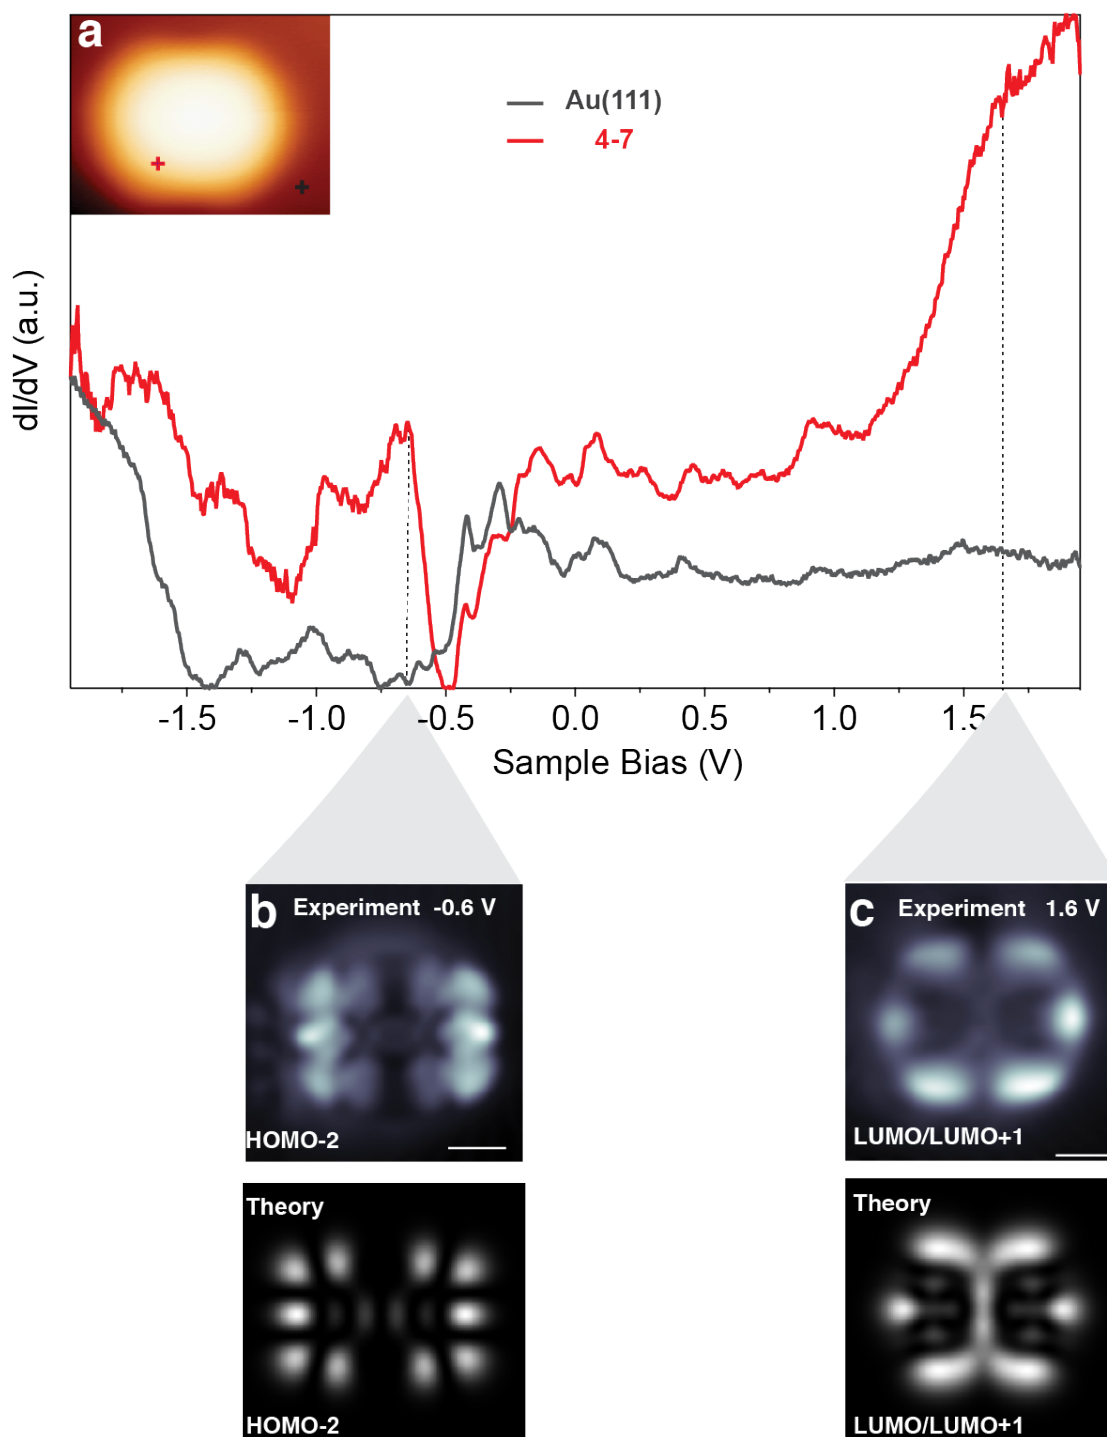 a
Au(111)
4-7
dI/dV (a.u.)
-1.5 -1.0 -0.5 0.0 0.5 1.0 1.5
Sample Bias (V)
b Experiment -0.6 V
HOMO-2
c Experiment 1.6 V
LUMO/LUMO+1
Theory
HOMO-2
Theory
LUMO/LUMO+1